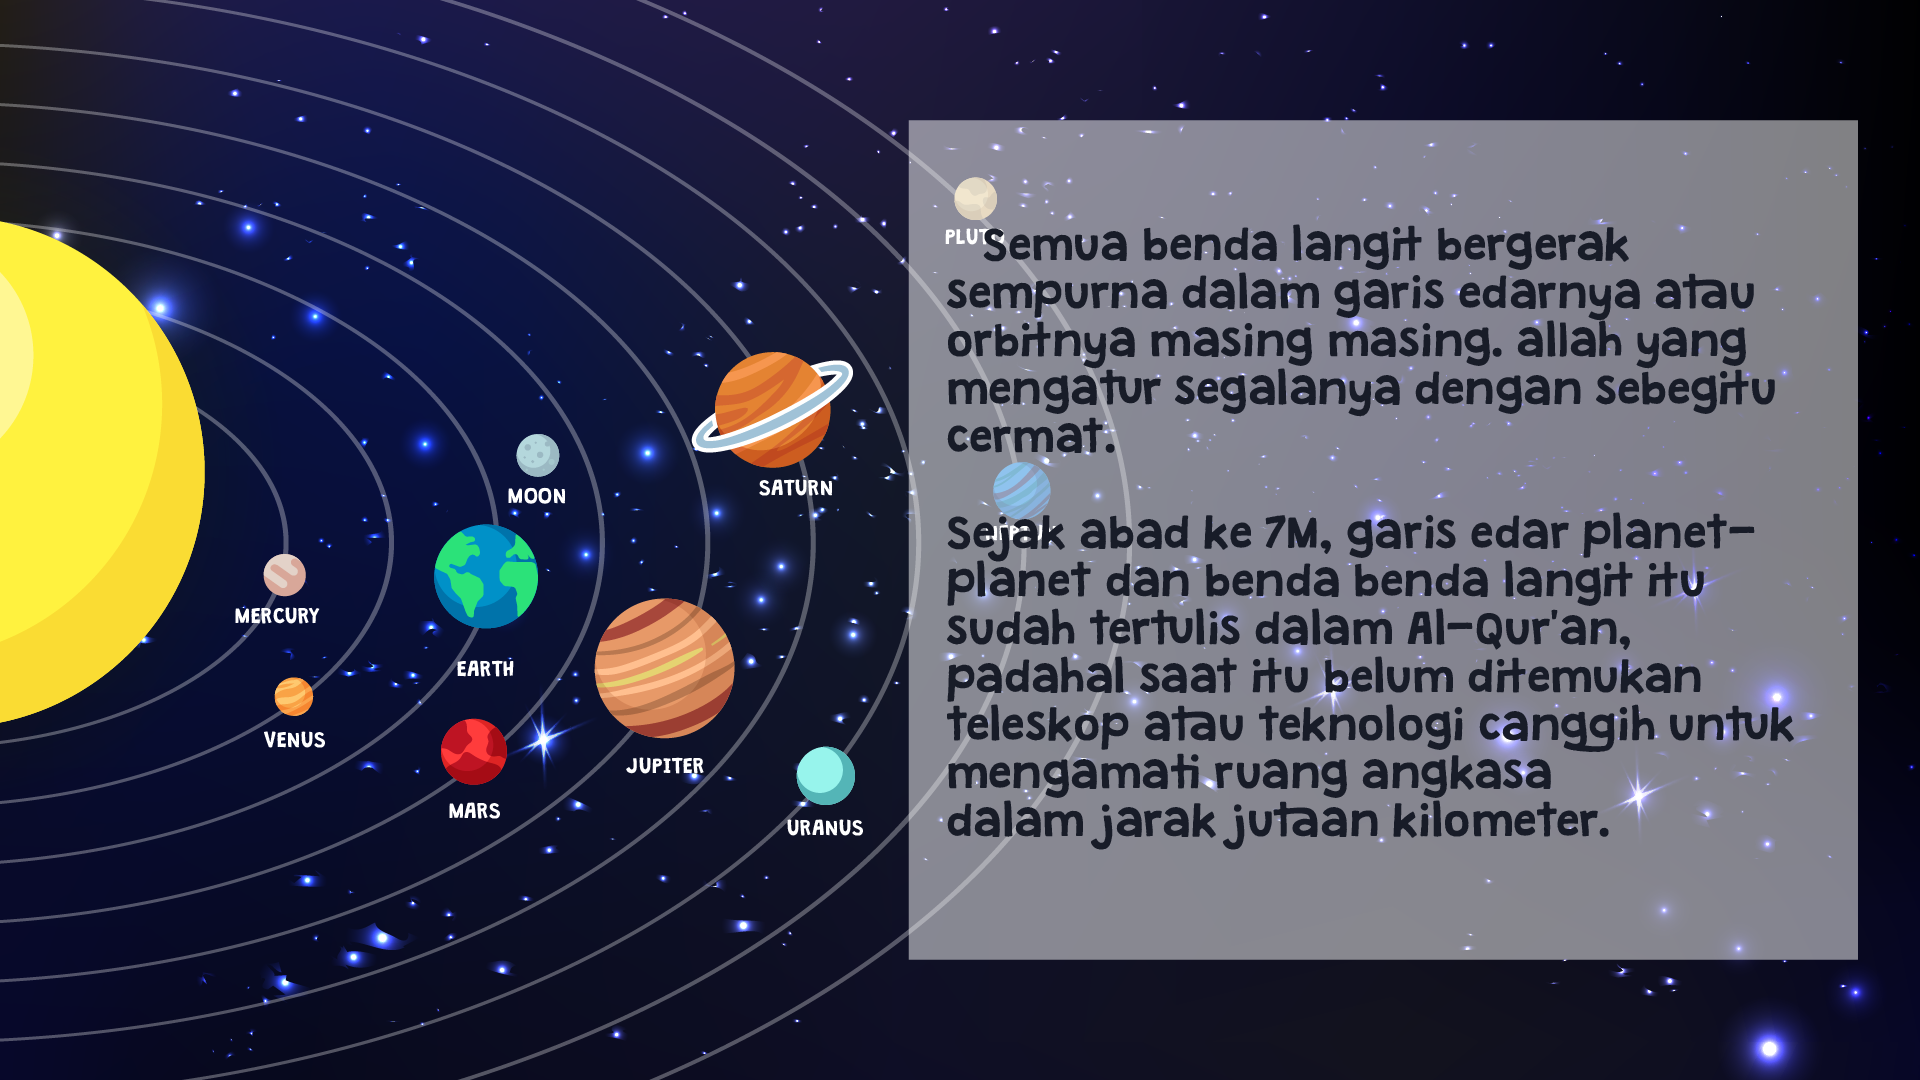 MERCURY
VENUS
MOON
EARTH
MARS
JUPITER
SATURN
URANUS
PLUTO
Semua benda langit bergerak
sempurna dalam garis edarnya atau
orbitnya masing masing. allah yang
mengatur segalanya dengan sebegitu
cermat.
Sejak abad ke 7M, garis edar planet-
planet dan benda benda langit itu
sudah tertulis dalam Al-Qur'an,
padahal saat itu belum ditemukan
teleskop atau teknologi canggih untuk
mengamati ruang angkasa
dalam jarak jutaan kilometer.